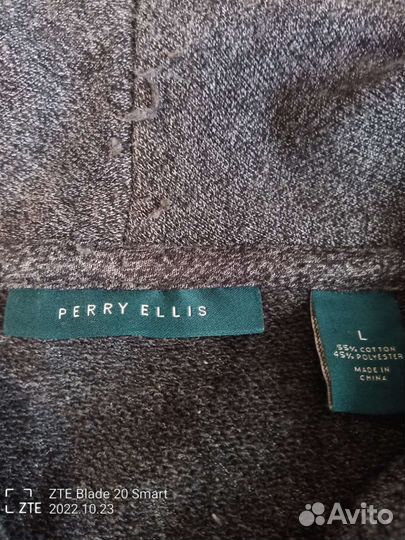 PERRY ELLIS
L
55% COTTON
45% POLYESTER
MADE IN
CHINA
ZTE Blade 20 Smart
ZTE 2022.10.23
Avito